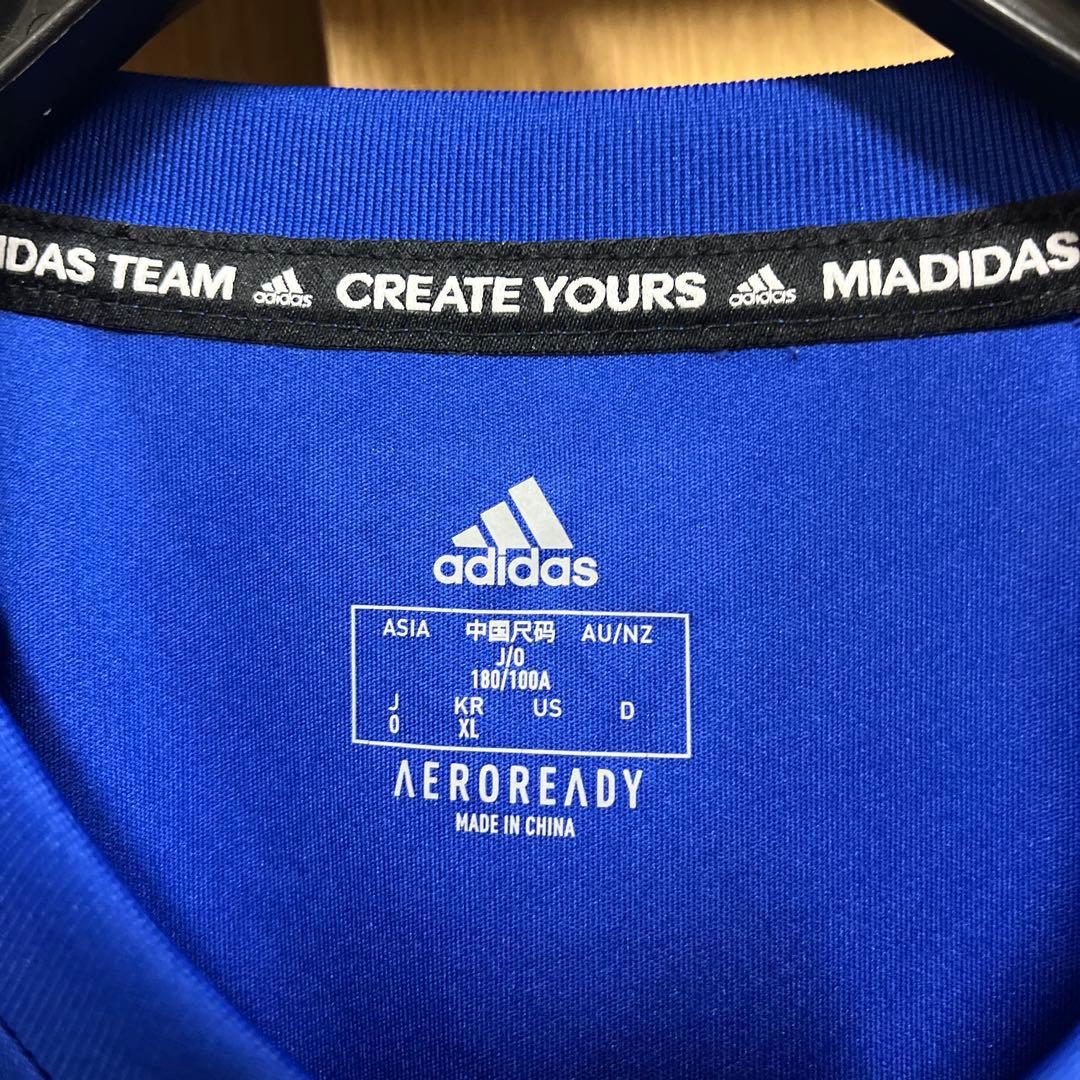 IDAS TEAM adidas CREATE YOURS adidas MIADIDAS
adidas
ASIA 中国尺码 AU/NZ
J/O
180/100A
J KR US D
O XL
AEROREADY
MADE IN CHINA